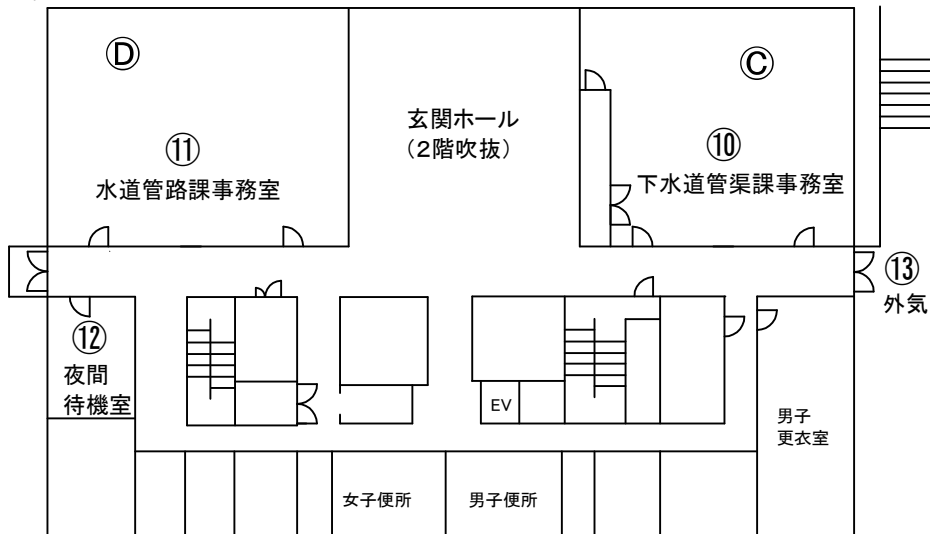 Ⓓ
Ⓒ
玄関ホール
（２階吹抜）
⑪
水道管路課事務室
⑩
下水道管渠課事務室
⑬
外気
⑫
夜間
待機室
EV
男子
更衣室
女子便所
男子便所